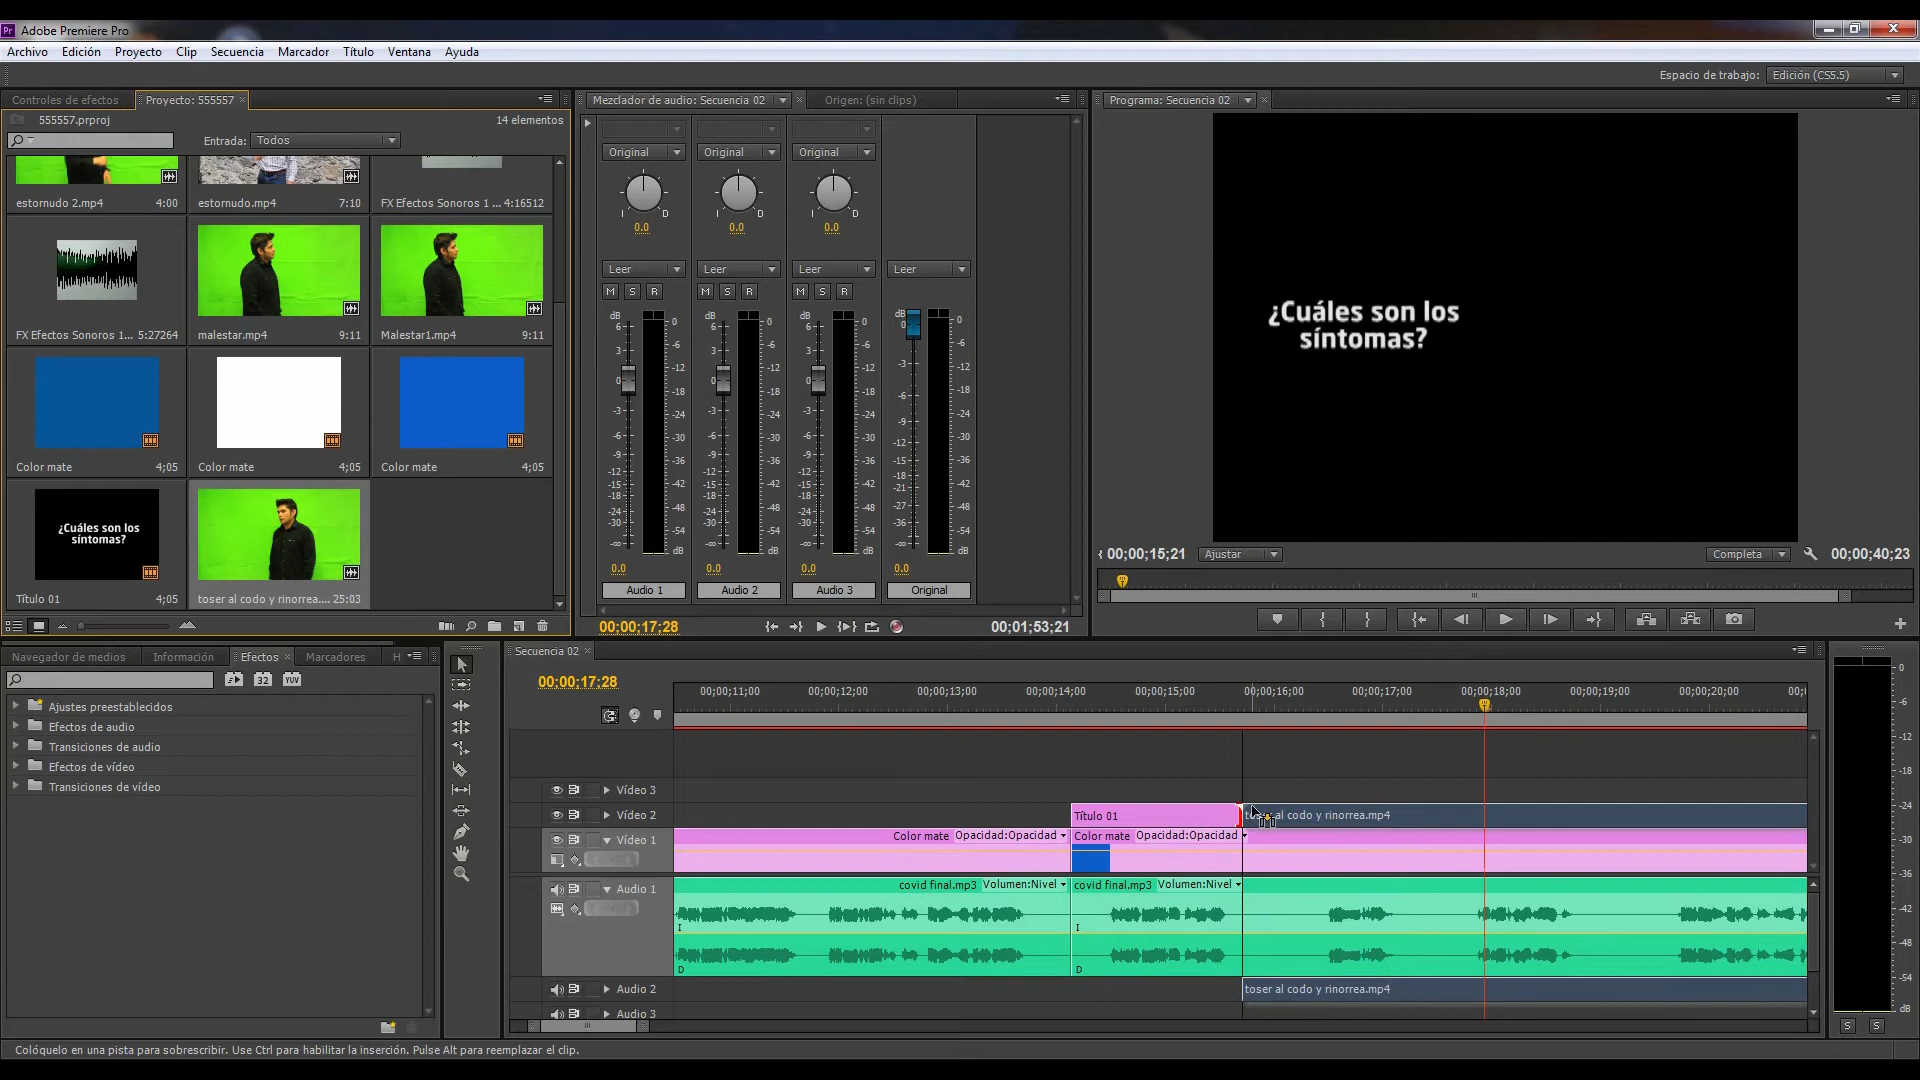 Adobe Premiere Pro
Archivo Edición Proyecto Clip Secuencia Marcador Título Ventana Ayuda
Espacio de trabajo: Edición (CS5.5)
Controles de efectos Proyecto: 555557
555557.prproj 14 elementos
Entrada: Todos
estornudo 2.mp4 4:00 estornudo.mp4 7:10 FX Efectos Sonoros 1 ... 4:16512
FX Efectos Sonoros 1... 5:27264 malestar.mp4 9:11 Malestar1.mp4 9:11
Color mate 4;05 Color mate 4;05 Color mate 4;05
¿Cuáles son los
síntomas?
Título 01 4;05 toser al codo y rinorrea.... 25:03
Mezclador de audio: Secuencia 02 Origen: (sin clips)
Original Original Original
I D I D I D
0.0 0.0 0.0
Leer Leer Leer Leer
M S R M S R M S R
0.0 0.0 0.0 0.0
Audio 1 Audio 2 Audio 3 Original
00;00;17;28 00;01;53;21
Programa: Secuencia 02
¿Cuáles son los
síntomas?
00;00;15;21 Ajustar Completa 00;00;40;23
Navegador de medios Información Efectos Marcadores H
32 YUV
Ajustes preestablecidos
Efectos de audio
Transiciones de audio
Efectos de vídeo
Transiciones de vídeo
Secuencia 02
00;00;17;28
00;00;11;00 00;00;12;00 00;00;13;00 00;00;14;00 00;00;15;00 00;00;16;00 00;00;17;00 00;00;18;00 00;00;19;00 00;00;20;00
Vídeo 3
Vídeo 2 Título 01 toser al codo y rinorrea.mp4
Vídeo 1 Color mate Opacidad:Opacidad Color mate Opacidad:Opacidad
Audio 1 covid final.mp3 Volumen:Nivel covid final.mp3 Volumen:Nivel
I I
D D
Audio 2 toser al codo y rinorrea.mp4
Audio 3
S S
Colóquelo en una pista para sobrescribir. Use Ctrl para habilitar la inserción. Pulse Alt para reemplazar el clip.